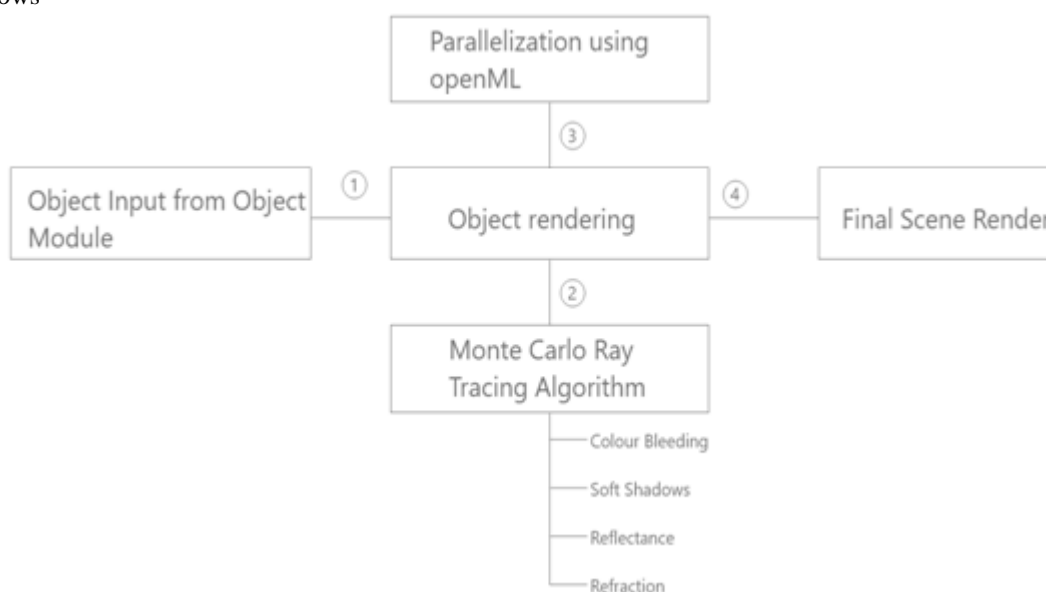 Parallelization using
openML
③
①
Object Input from Object
Module
Object rendering
④
Final Scene Render
②
Monte Carlo Ray
Tracing Algorithm
Colour Bleeding
Soft Shadows
Reflectance
Refraction